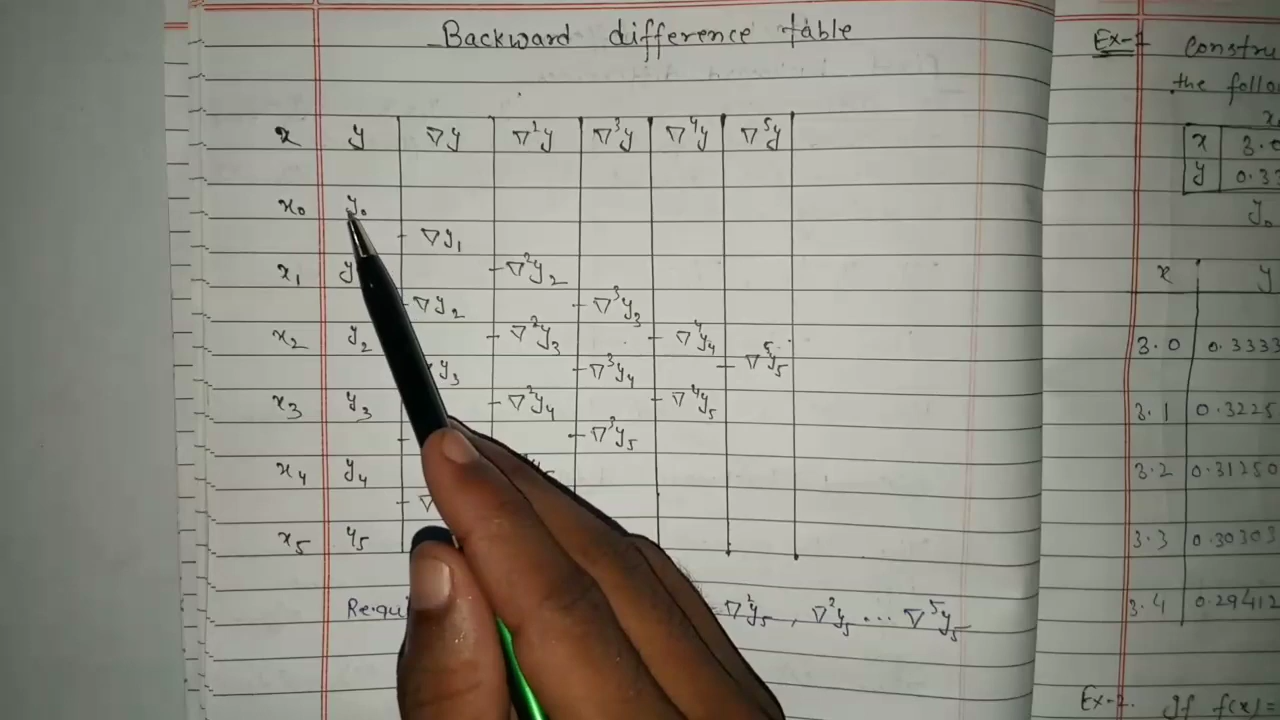 Backward difference table
x y ∇y ∇²y ∇³y ∇⁴y ∇⁵y
x₀ y₀
∇y₁
x₁ y ∇²y₂
∇y₂ ∇³y₃
x₂ y₂ ∇²y₃ ∇⁴y₄
y₃ ∇³y₄ ∇⁵y₅
x₃ y₃ ∇²y₄ ∇⁴y₅
∇³y₅
x₄ y₄
∇
x₅ y₅
∇²y₅, ∇²y₅ ... ∇⁵y₅
Ex-1 Constru
the follo
x 3.0
y 0.33
y₀
x y
3.0 0.3333
3.1 0.3225
3.2 0.31250
3.3 0.30303
3.4 0.29412
Ex-2. If f(x)=